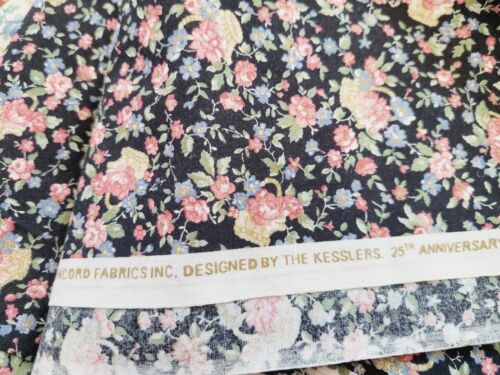 NCORD FABRICS INC. DESIGNED BY THE KESSLERS. 25TH ANNIVERSARY